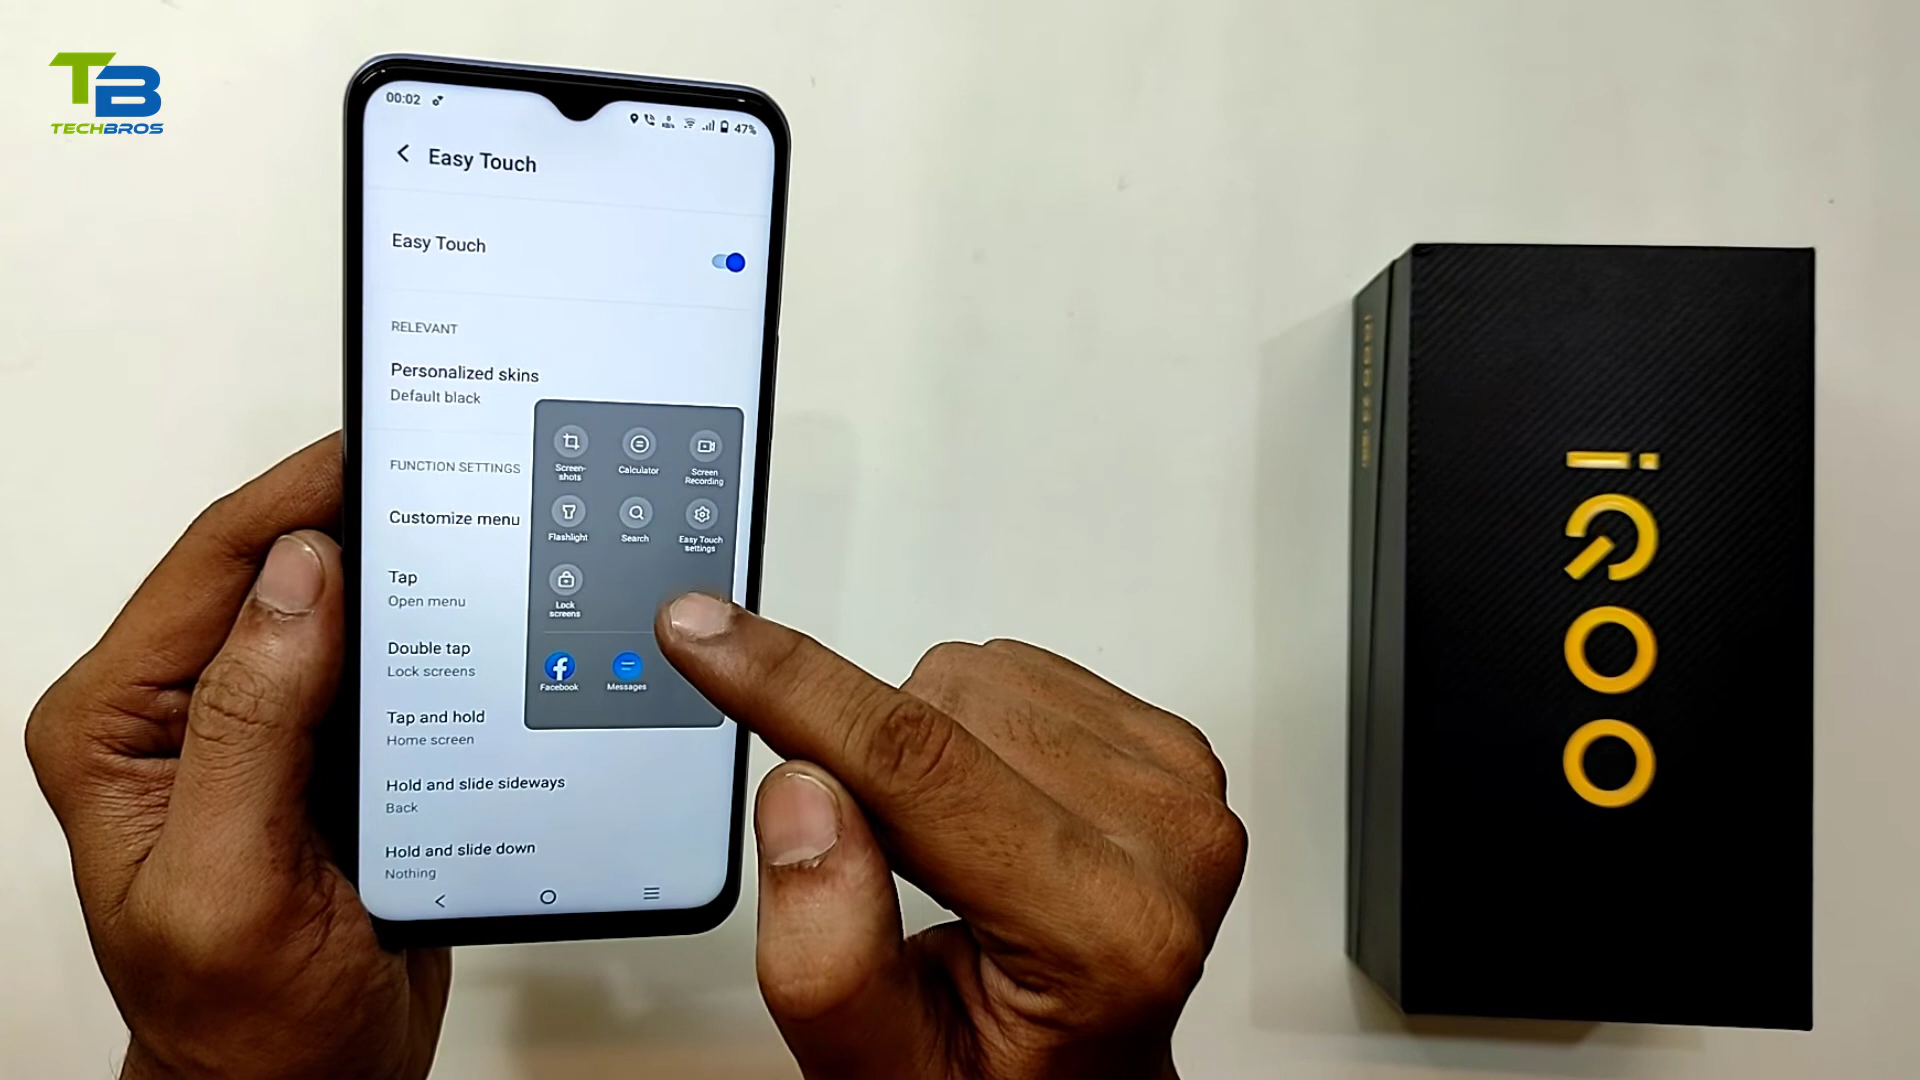 TB
TECHBROS
00:02
47%
Easy Touch
Easy Touch
RELEVANT
Personalized skins
Default black
FUNCTION SETTINGS
Customize menu
Tap
Open menu
Double tap
Lock screens
Tap and hold
Home screen
Hold and slide sideways
Back
Hold and slide down
Nothing
Screen-
shots
Calculator
Screen
Recording
Flashlight
Search
Easy Touch
settings
Lock
screens
Facebook
Messages
iQOO